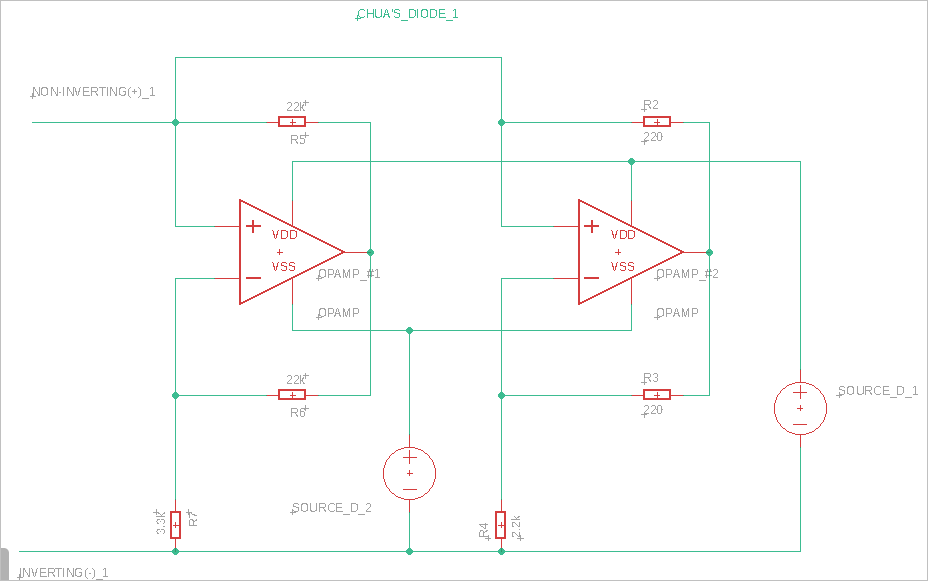 CHUA'S_DIODE_1
NON-INVERTING(+)_1
22k
R5
R2
220
VDD
VSS
OPAMP_#1
OPAMP
VDD
VSS
OPAMP_#2
OPAMP
22k
R6
R3
220
SOURCE_D_1
SOURCE_D_2
3.3k
R7
R4
2.2k
INVERTING(-)_1